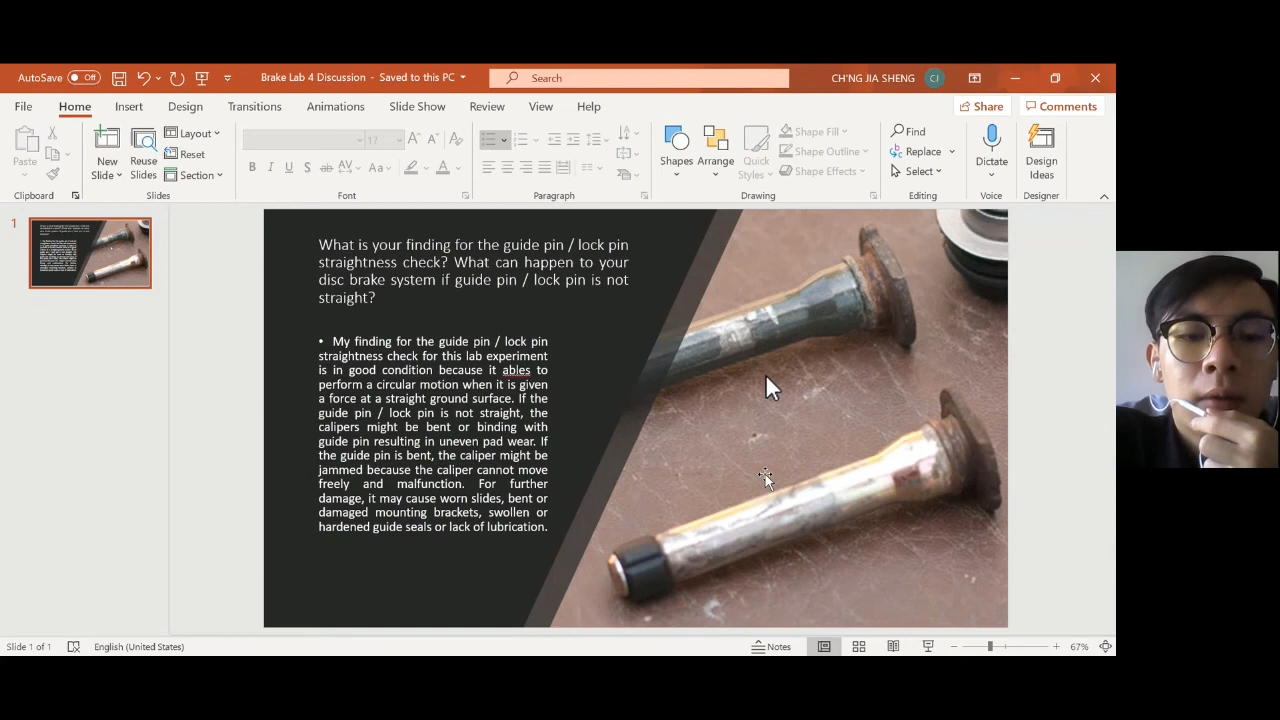 AutoSave Off Brake Lab 4 Discussion - Saved to this PC Search CH'NG JIA SHENG CJ
File Home Insert Design Transitions Animations Slide Show Review View Help Share Comments
Paste New Slide Reuse Slides Layout Reset Section 17 Shapes Arrange Quick Styles Shape Fill Shape Outline Shape Effects Find Replace Select Dictate Design Ideas
Clipboard Slides Font Paragraph Drawing Editing Voice Designer
1
What is your finding for the guide pin / lock pin
straightness check? What can happen to your
disc brake system if guide pin / lock pin is not
straight?
• My finding for the guide pin / lock pin
straightness check for this lab experiment
is in good condition because it ables to
perform a circular motion when it is given
a force at a straight ground surface. If the
guide pin / lock pin is not straight, the
calipers might be bent or binding with
guide pin resulting in uneven pad wear. If
the guide pin is bent, the caliper might be
jammed because the caliper cannot move
freely and malfunction. For further
damage, it may cause worn slides, bent or
damaged mounting brackets, swollen or
hardened guide seals or lack of lubrication.
Slide 1 of 1 English (United States) Notes 67%